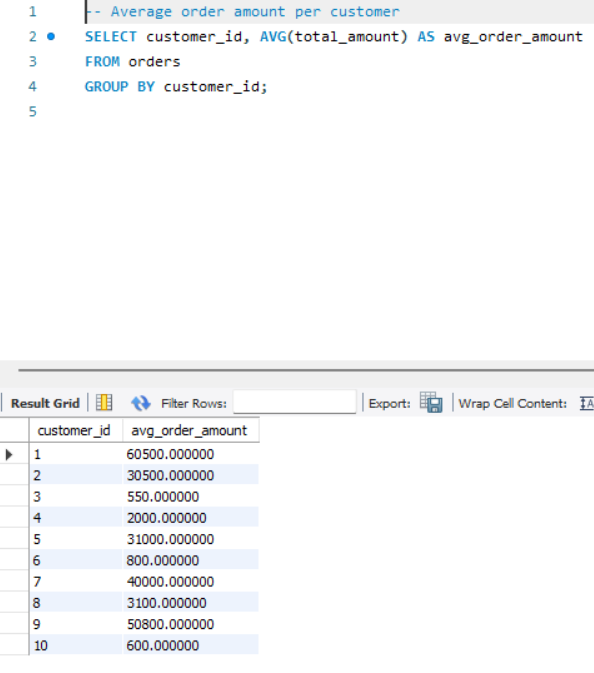 1 -- Average order amount per customer
2 SELECT customer_id, AVG(total_amount) AS avg_order_amount
3 FROM orders
4 GROUP BY customer_id;
5
Result Grid Filter Rows: Export: Wrap Cell Content:
customer_id avg_order_amount
1 60500.000000
2 30500.000000
3 550.000000
4 2000.000000
5 31000.000000
6 800.000000
7 40000.000000
8 3100.000000
9 50800.000000
10 600.000000